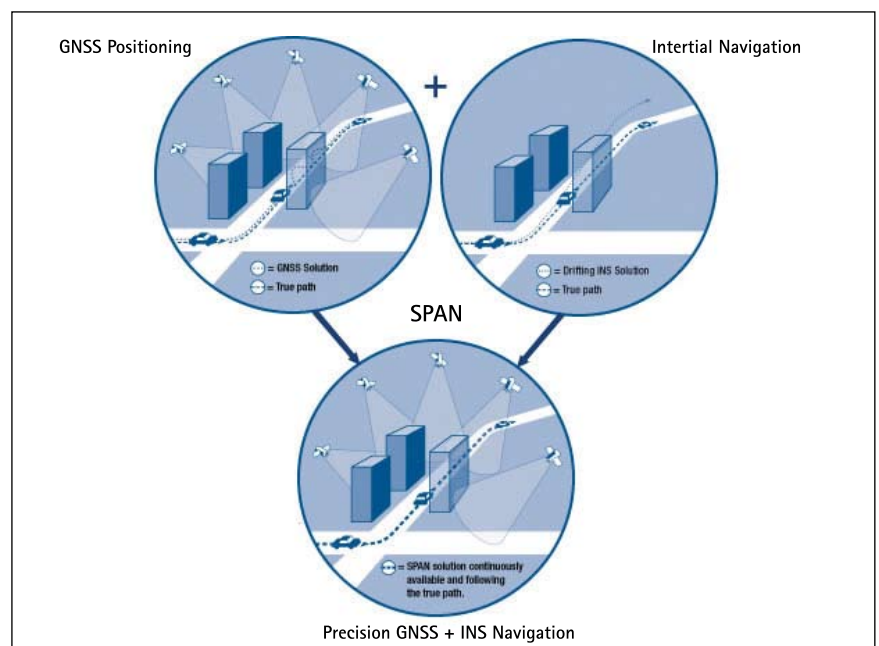 GNSS Positioning
Intertial Navigation
+
= GNSS Solution
= True path
= Drifting INS Solution
= True path
SPAN
= SPAN solution continuously
available and following
the true path.
Precision GNSS + INS Navigation